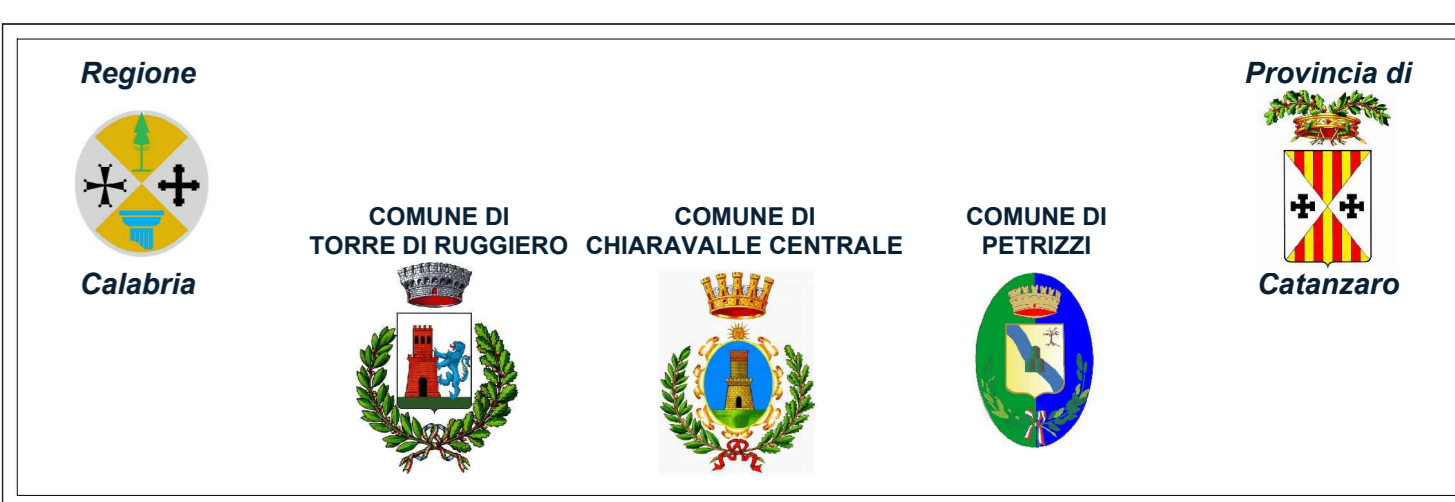 Regione
Calabria
COMUNE DI
TORRE DI RUGGIERO
COMUNE DI
CHIARAVALLE CENTRALE
COMUNE DI
PETRIZZI
Provincia di
Catanzaro